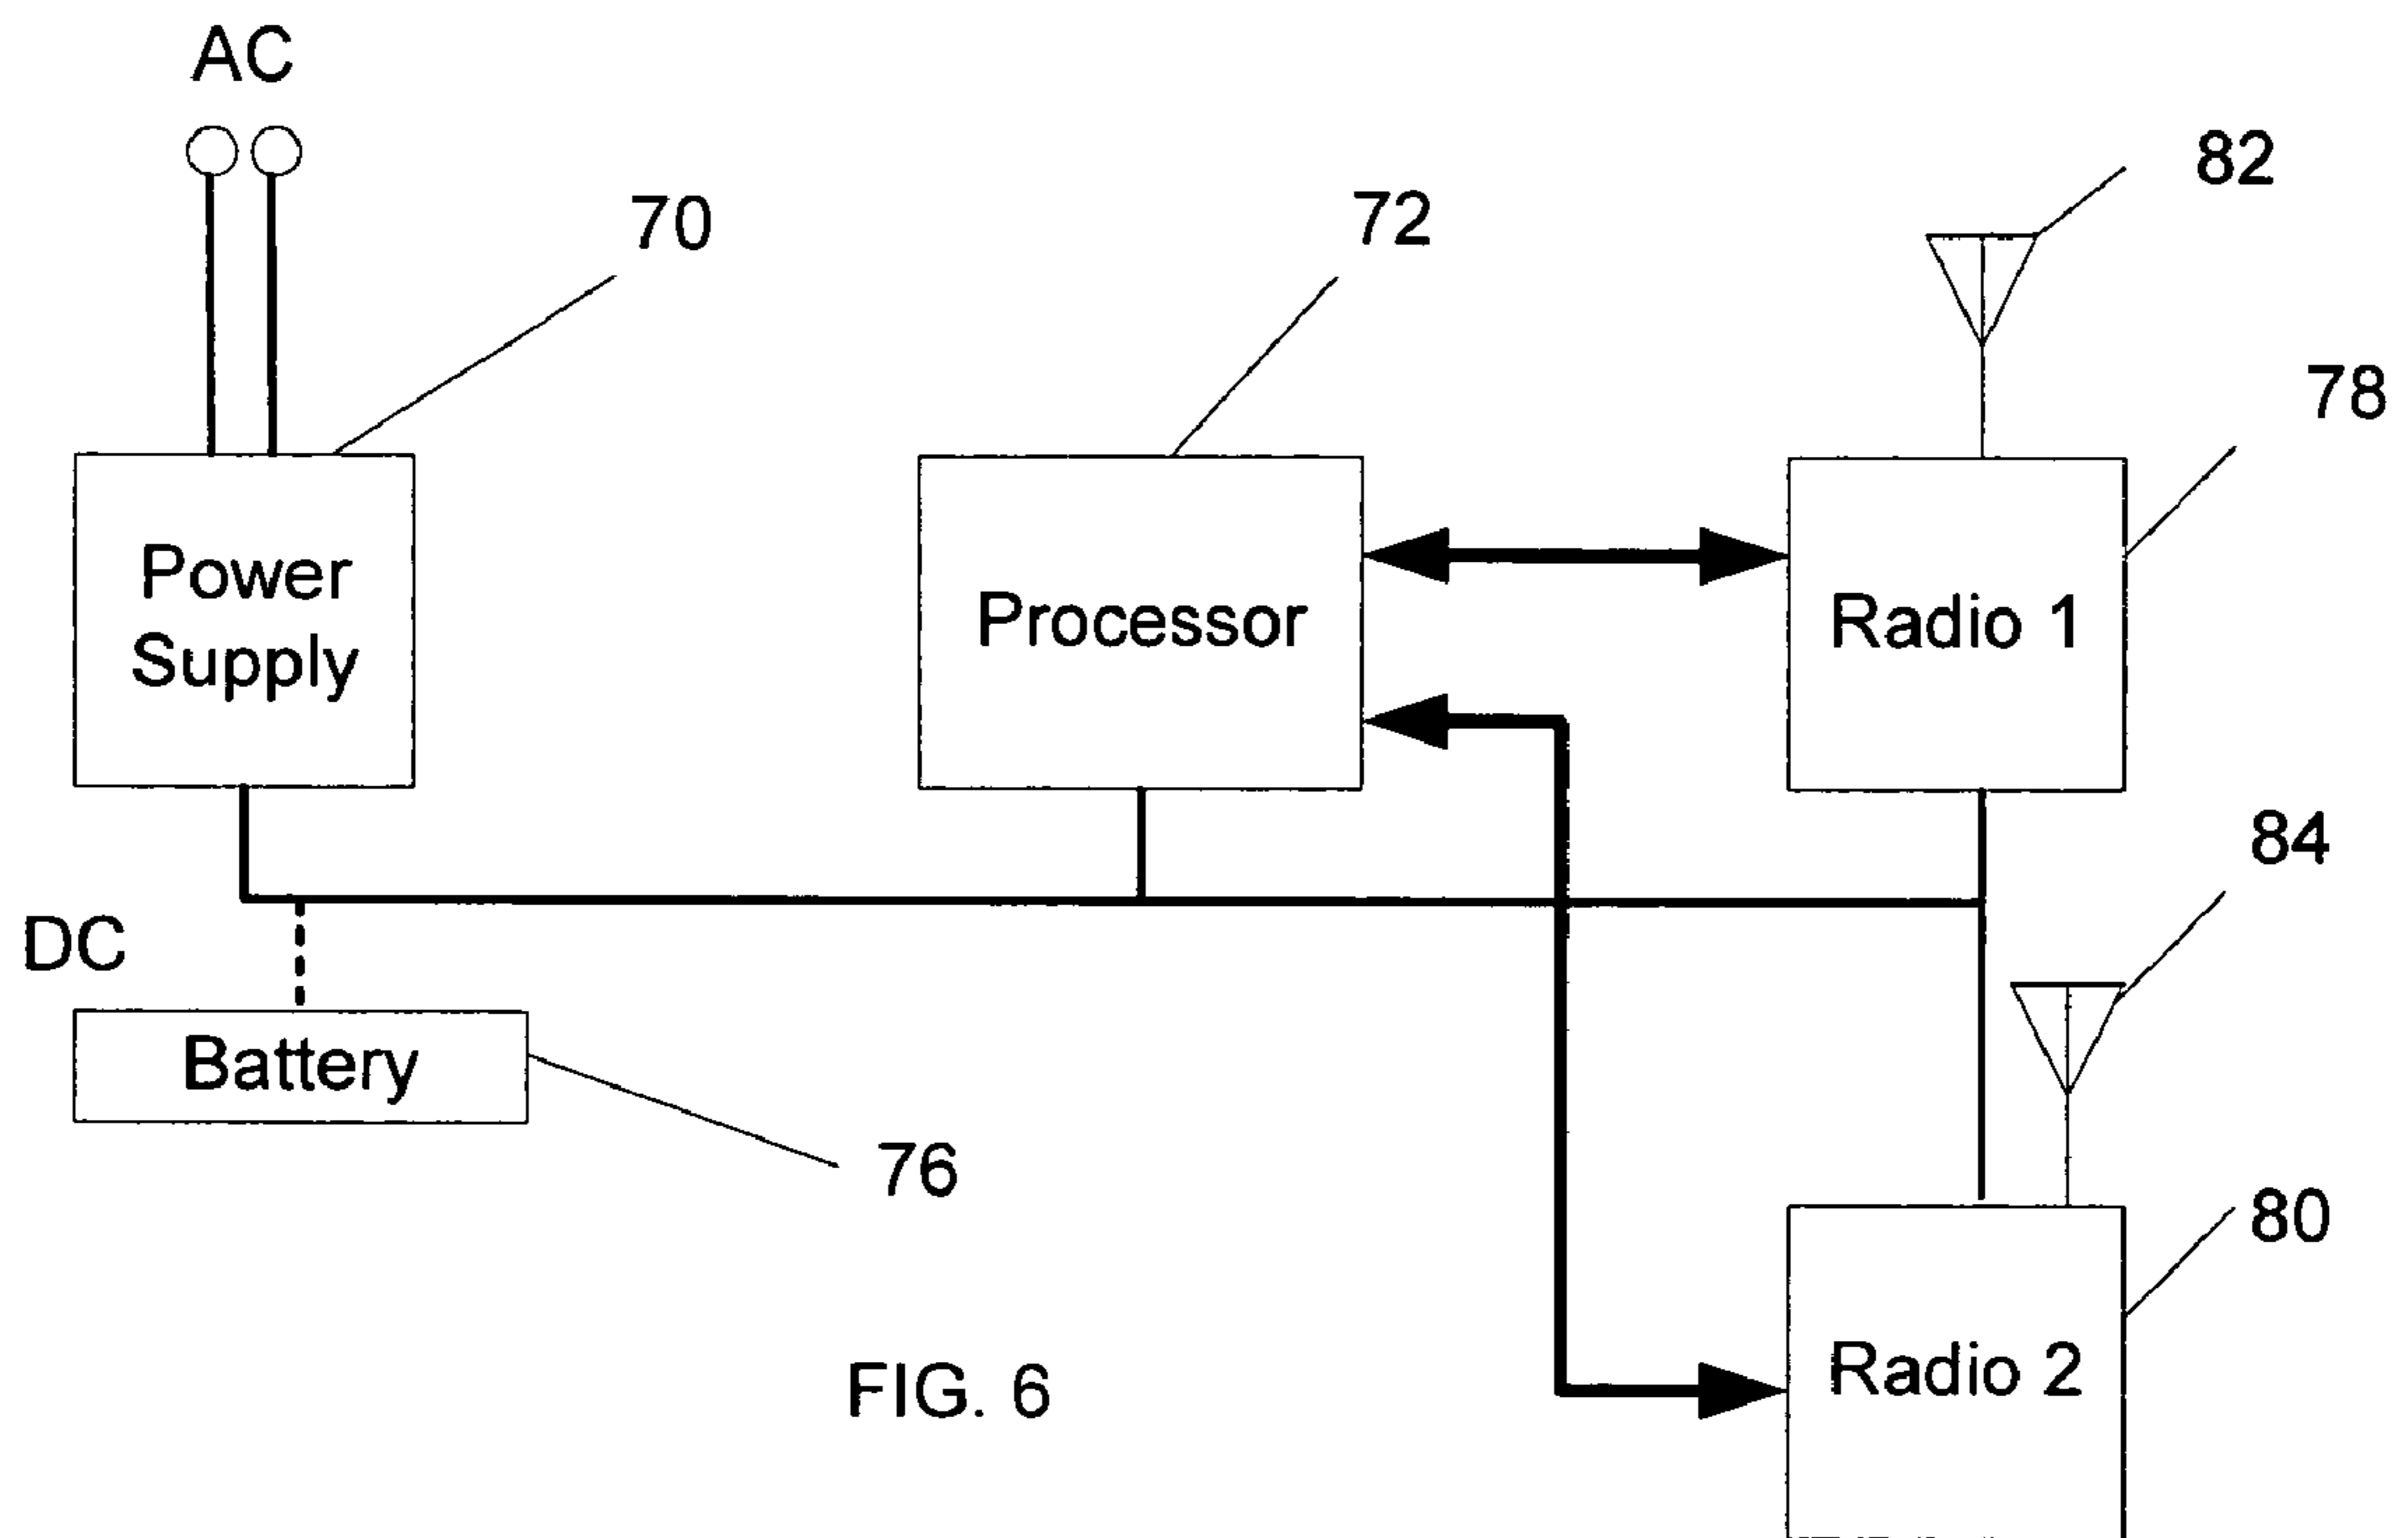 AC
82
70
72
78
Power
Supply
Processor
Radio 1
84
DC
Battery
76
80
Radio 2
FIG. 6